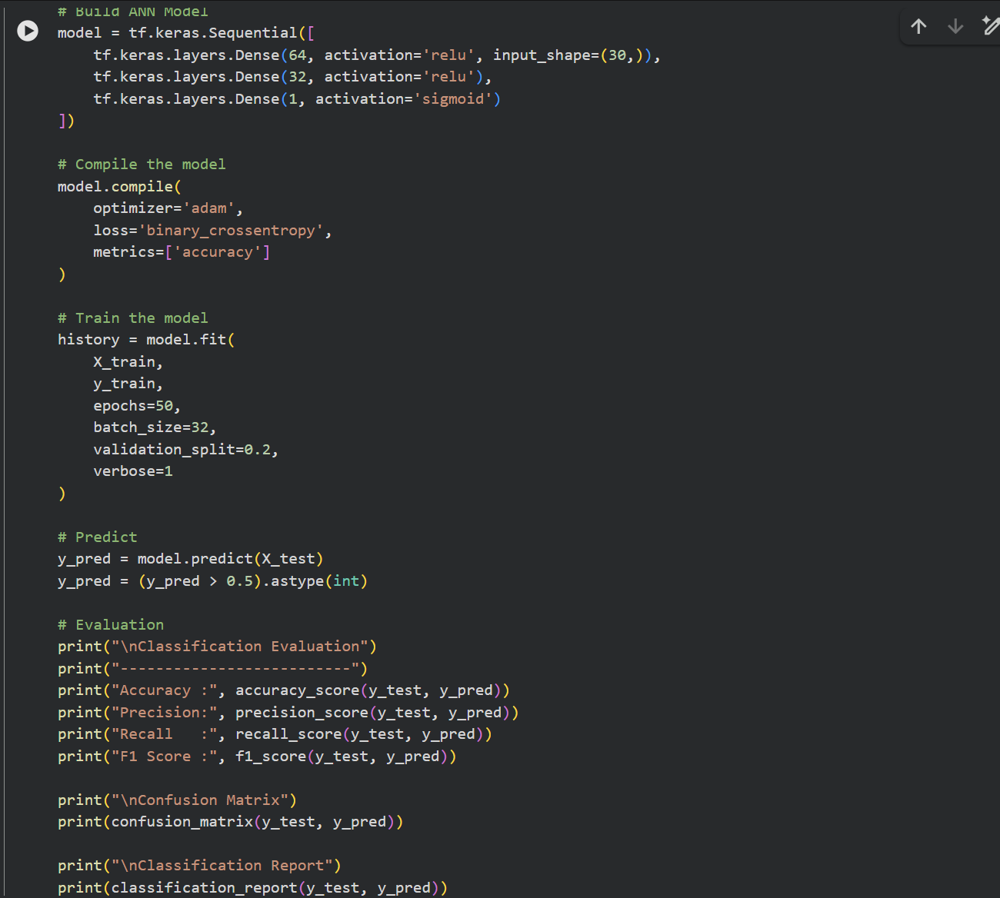 # Build ANN Model
model = tf.keras.Sequential([
    tf.keras.layers.Dense(64, activation='relu', input_shape=(30,)),
    tf.keras.layers.Dense(32, activation='relu'),
    tf.keras.layers.Dense(1, activation='sigmoid')
])

# Compile the model
model.compile(
    optimizer='adam',
    loss='binary_crossentropy',
    metrics=['accuracy']
)

# Train the model
history = model.fit(
    X_train,
    y_train,
    epochs=50,
    batch_size=32,
    validation_split=0.2,
    verbose=1
)

# Predict
y_pred = model.predict(X_test)
y_pred = (y_pred > 0.5).astype(int)

# Evaluation
print("\nClassification Evaluation")
print("--------------------------")
print("Accuracy :", accuracy_score(y_test, y_pred))
print("Precision:", precision_score(y_test, y_pred))
print("Recall   :", recall_score(y_test, y_pred))
print("F1 Score :", f1_score(y_test, y_pred))

print("\nConfusion Matrix")
print(confusion_matrix(y_test, y_pred))

print("\nClassification Report")
print(classification_report(y_test, y_pred))